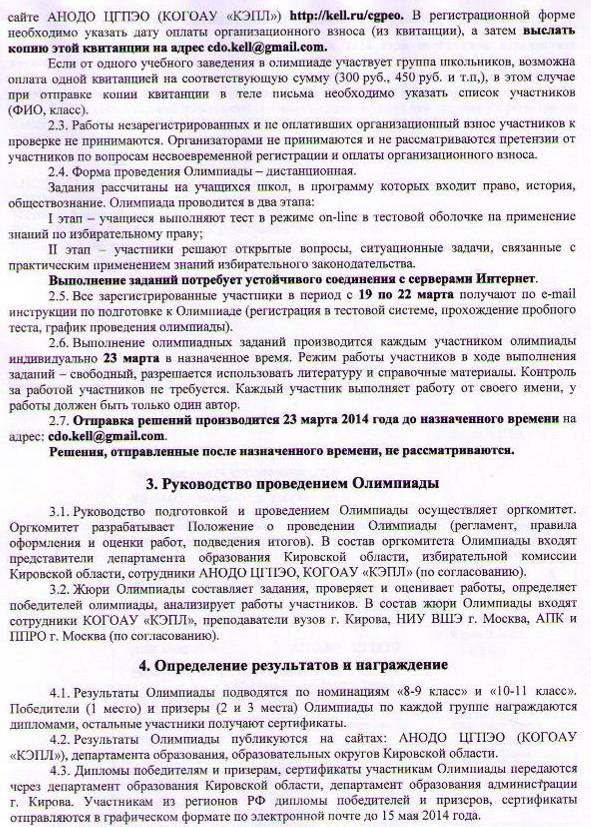 сайте АНОДО ЦГПЭО (КОГОАУ «КЭПЛ») http://kell.ru/cgpeo. В регистрационной форме
необходимо указать дату оплаты организационного взноса (из квитанции), а затем выслать
копию этой квитанции на адрес cdo.kell@gmail.com.
Если от одного учебного заведения в олимпиаде участвует группа школьников, возможна
оплата одной квитанцией на соответствующую сумму (300 руб., 450 руб. и т.п,), в этом случае
при отправке копии квитанции в теле письма необходимо указать список участников
(ФИО, класс).
2.3. Работы незарегистрированных и не оплативших организационный взнос участников к
проверке не принимаются. Организаторами не принимаются и не рассматриваются претензии от
участников по вопросам несвоевременной регистрации и оплаты организационного взноса.
2.4. Форма проведения Олимпиады – дистанционная.
Задания рассчитаны на учащихся школ, в программу которых входит право, история,
обществознание. Олимпиада проводится в два этапа:
I этап – учащиеся выполняют тест в режиме on-line в тестовой оболочке на применение
знаний по избирательному праву;
II этап – участники решают открытые вопросы, ситуационные задачи, связанные с
практическим применением знаний избирательного законодательства.
Выполнение заданий потребует устойчивого соединения с серверами Интернет.
2.5. Все зарегистрированные участники в период с 19 по 22 марта получают по e-mail
инструкции по подготовке к Олимпиаде (регистрация в тестовой системе, прохождение пробного
теста, график проведения олимпиады).
2.6. Выполнение олимпиадных заданий производится каждым участником олимпиады
индивидуально 23 марта в назначенное время. Режим работы участников в ходе выполнения
заданий – свободный, разрешается использовать литературу и справочные материалы. Контроль
за работой участников не требуется. Каждый участник выполняет работу от своего имени, у
работы должен быть только один автор.
2.7. Отправка решений производится 23 марта 2014 года до назначенного времени на
адрес: cdo.kell@gmail.com.
Решения, отправленные после назначенного времени, не рассматриваются.
3. Руководство проведением Олимпиады
3.1. Руководство подготовкой и проведением Олимпиады осуществляет оргкомитет.
Оргкомитет разрабатывает Положение о проведении Олимпиады (регламент, правила
оформления и оценки работ, подведения итогов). В состав оргкомитета Олимпиады входят
представители департамента образования Кировской области, избирательной комиссии
Кировской области, сотрудники АНОДО ЦГПЭО, КОГОАУ «КЭПЛ» (по согласованию).
3.2. Жюри Олимпиады составляет задания, проверяет и оценивает работы, определяет
победителей олимпиады, анализирует работы участников. В состав жюри Олимпиады входят
сотрудники КОГОАУ «КЭПЛ», преподаватели вузов г. Кирова, НИУ ВШЭ г. Москва, АПК и
ППРО г. Москва (по согласованию).
4. Определение результатов и награждение
4.1. Результаты Олимпиады подводятся по номинациям «8-9 класс» и «10-11 класс».
Победители (1 место) и призеры (2 и 3 места) Олимпиады по каждой группе награждаются
дипломами, остальные участники получают сертификаты.
4.2. Результаты Олимпиады публикуются на сайтах: АНОДО ЦГПЭО (КОГОАУ
«КЭПЛ»), департамента образования, образовательных округов Кировской области.
4.3. Дипломы победителям и призерам, сертификаты участникам Олимпиады передаются
через департамент образования Кировской области, департамент образования администрации
г. Кирова. Участникам из регионов РФ дипломы победителей и призеров, сертификаты
отправляются в графическом формате по электронной почте до 15 мая 2014 года.